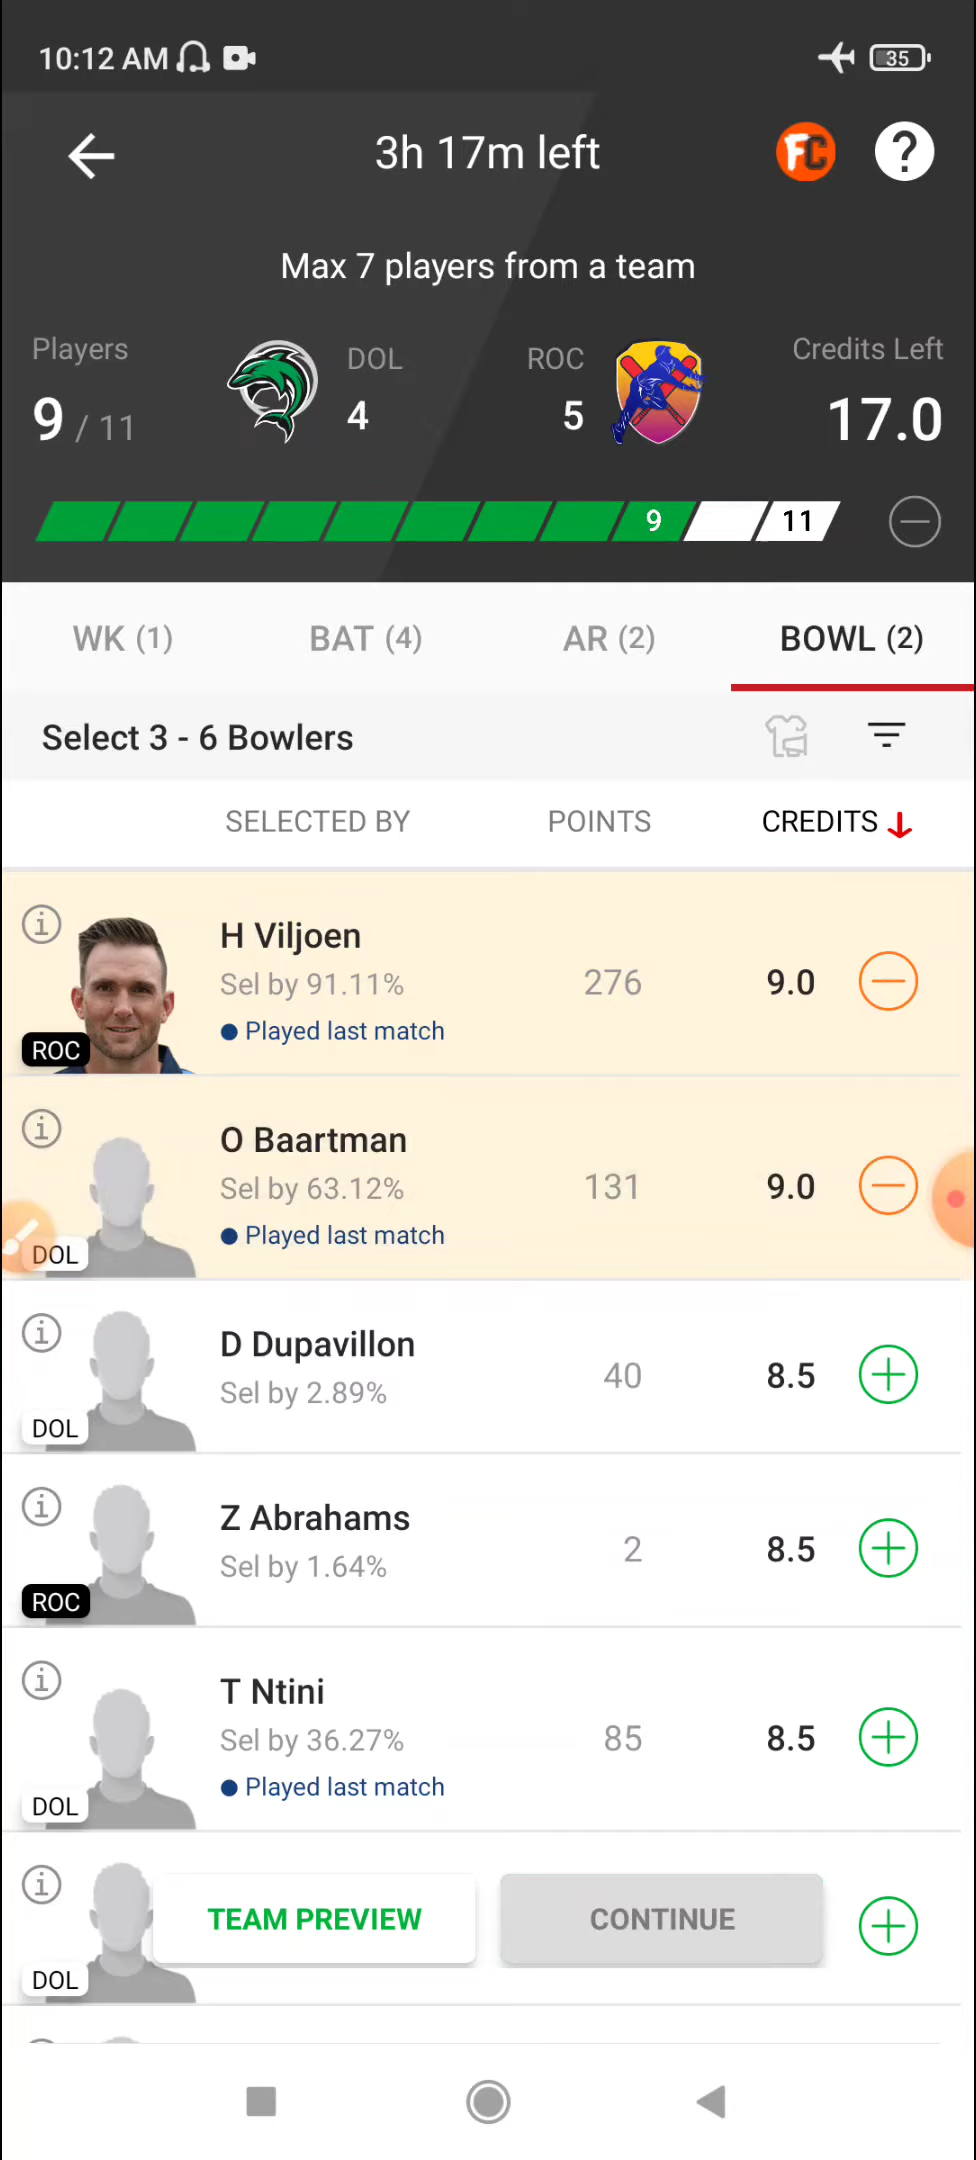 10:12 AM
35
3h 17m left
FC
?
Max 7 players from a team
Players
DOL
ROC
Credits Left
9 / 11
4
5
17.0
9
11
WK (1)
BAT (4)
AR (2)
BOWL (2)
Select 3 - 6 Bowlers
SELECTED BY
POINTS
CREDITS
H Viljoen
Sel by 91.11%
276
9.0
Played last match
ROC
O Baartman
Sel by 63.12%
131
9.0
Played last match
DOL
D Dupavillon
Sel by 2.89%
40
8.5
DOL
Z Abrahams
Sel by 1.64%
2
8.5
ROC
T Ntini
Sel by 36.27%
85
8.5
Played last match
DOL
TEAM PREVIEW
CONTINUE
DOL